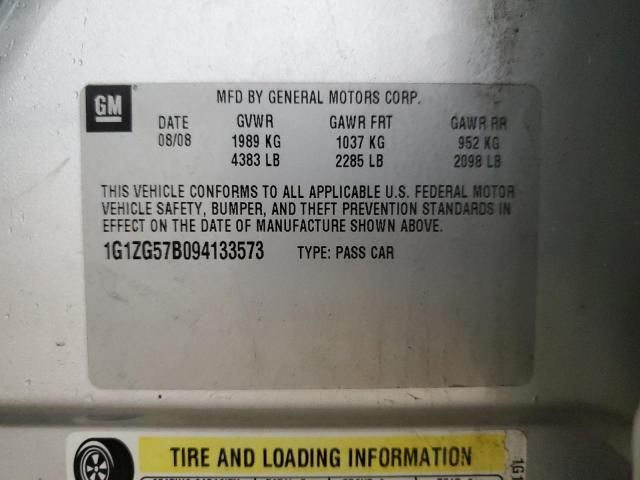 GM
MFD BY GENERAL MOTORS CORP.
DATE GVWR GAWR FRT GAWR RR
08/08 1989 KG 1037 KG 952 KG
4383 LB 2285 LB 2098 LB
THIS VEHICLE CONFORMS TO ALL APPLICABLE U.S. FEDERAL MOTOR
VEHICLE SAFETY, BUMPER, AND THEFT PREVENTION STANDARDS IN
EFFECT ON THE DATE OF MANUFACTURE SHOWN ABOVE.
1G1ZG57B094133573 TYPE: PASS CAR
TIRE AND LOADING INFORMATION
1G1